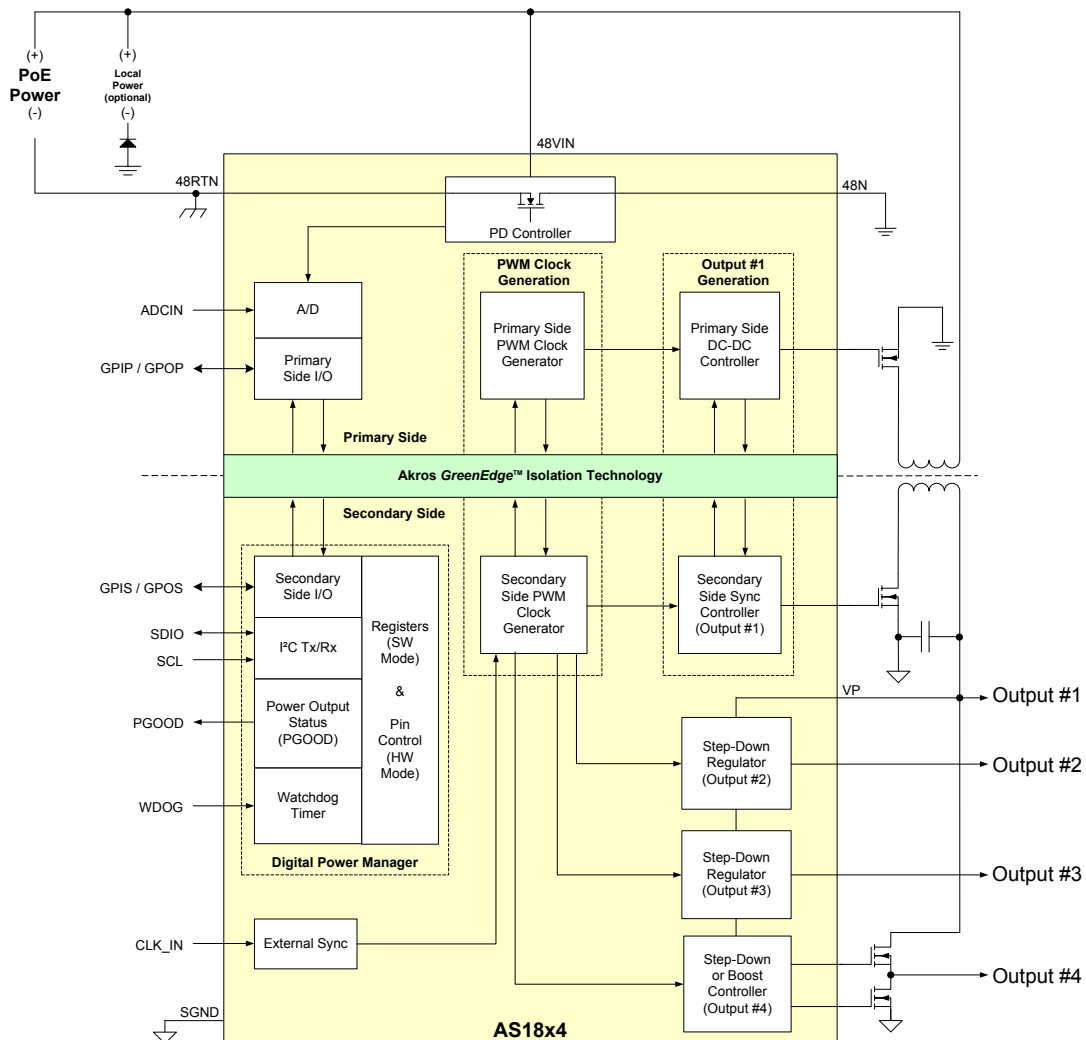 (+)
PoE
Power
(-)
(+)
Local
Power
(optional)
(-)
48VIN
48RTN
48N
PD Controller
PWM Clock
Generation
Output #1
Generation
ADCIN
A/D
Primary Side
PWM Clock
Generator
Primary
Side
DC-DC
Controller
GPIP / GPOP
Primary
Side I/O
Primary Side
Akros GreenEdge™ Isolation Technology
Secondary Side
GPIS / GPOS
Secondary
Side I/O
Registers
(SW
Mode)
&
Pin
Control
(HW
Mode)
Secondary
Side PWM
Clock
Generator
Secondary
Side Sync
Controller
(Output #1)
SDIO
SCL
I²C Tx/Rx
VP
Output #1
PGOOD
Power Output
Status
(PGOOD)
Step-Down
Regulator
(Output #2)
Output #2
WDOG
Watchdog
Timer
Digital Power Manager
Step-Down
Regulator
(Output #3)
Output #3
CLK_IN
External Sync
Step-Down
or Boost
Controller
(Output #4)
Output #4
SGND
AS18x4